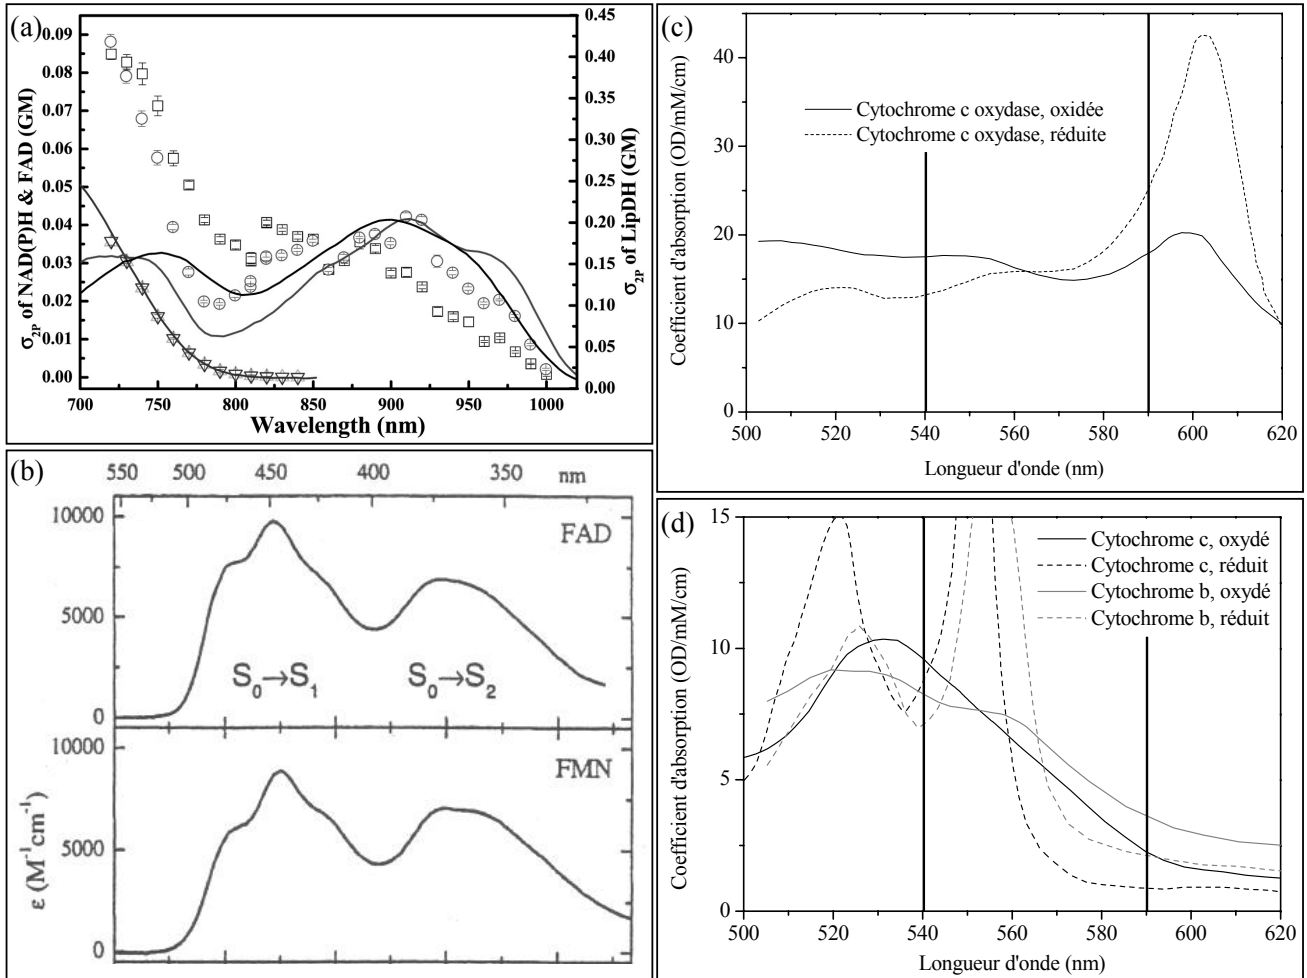 (a)
0.09
0.08
0.07
0.06
0.05
0.04
0.03
0.02
0.01
0.00
σ2P of NAD(P)H & FAD (GM)
0.45
0.40
0.35
0.30
0.25
0.20
0.15
0.10
0.05
0.00
σ2P of LipDH (GM)
700 750 800 850 900 950 1000
Wavelength (nm)
(b)
550 500 450 400 350 nm
10000
5000
0
FAD
S0→S1 S0→S2
10000
5000
0
FMN
ε (M⁻¹cm⁻¹)
(c)
40
30
20
10
0
Coefficient d'absorption (OD/mM/cm)
Cytochrome c oxydase, oxidée
Cytochrome c oxydase, réduite
500 520 540 560 580 600 620
Longueur d'onde (nm)
(d)
15
10
5
0
Coefficient d'absorption (OD/mM/cm)
Cytochrome c, oxydé
Cytochrome c, réduit
Cytochrome b, oxydé
Cytochrome b, réduit
500 520 540 560 580 600 620
Longueur d'onde (nm)